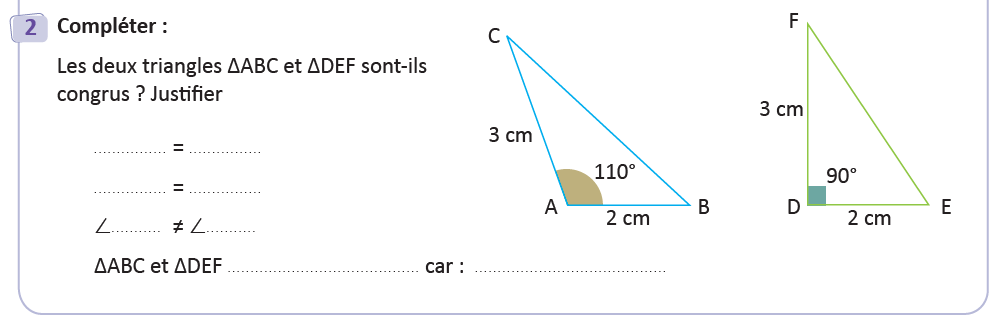 2 Compléter :
Les deux triangles ΔABC et ΔDEF sont-ils
congrus ? Justifier
................ = ................
................ = ................
∠........... ≠ ∠...........
ΔABC et ΔDEF ......................................... car : .........................................
C
3 cm
110°
A
B
2 cm
F
3 cm
90°
D
E
2 cm